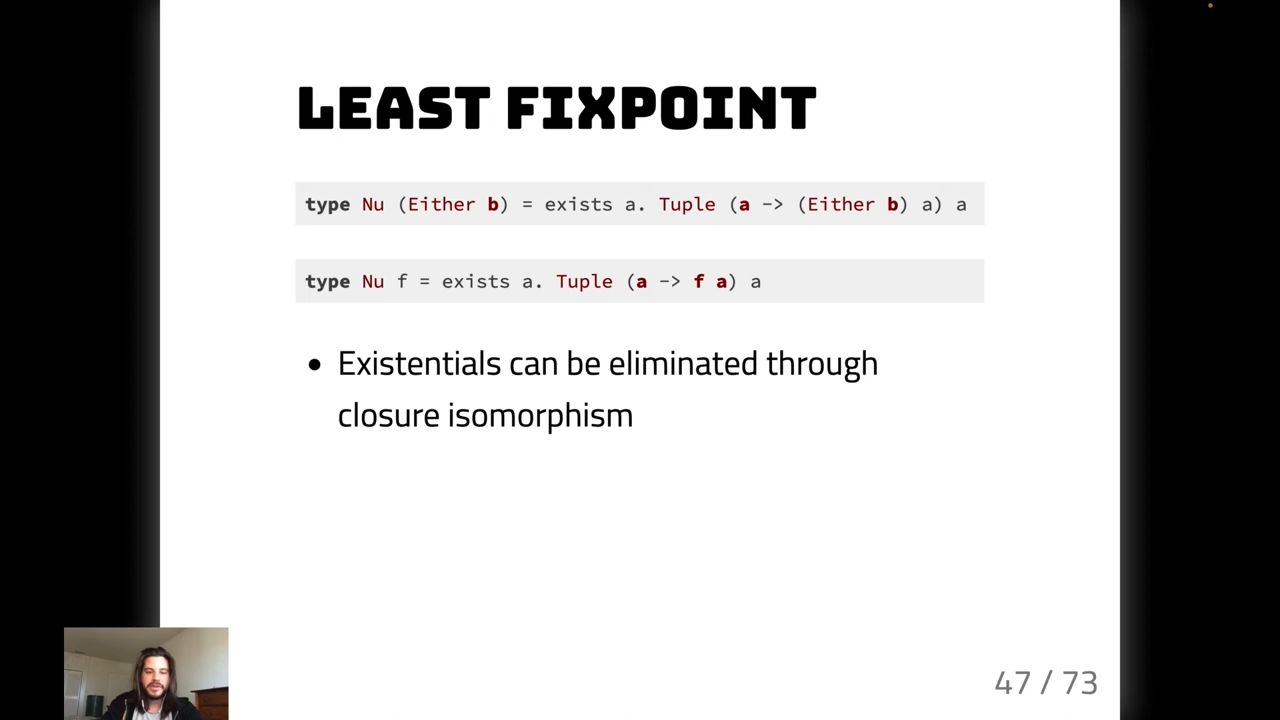 LEAST FIXPOINT
type Nu (Either b) = exists a. Tuple (a -> (Either b) a) a
type Nu f = exists a. Tuple (a -> f a) a
• Existentials can be eliminated through
closure isomorphism
47 / 73